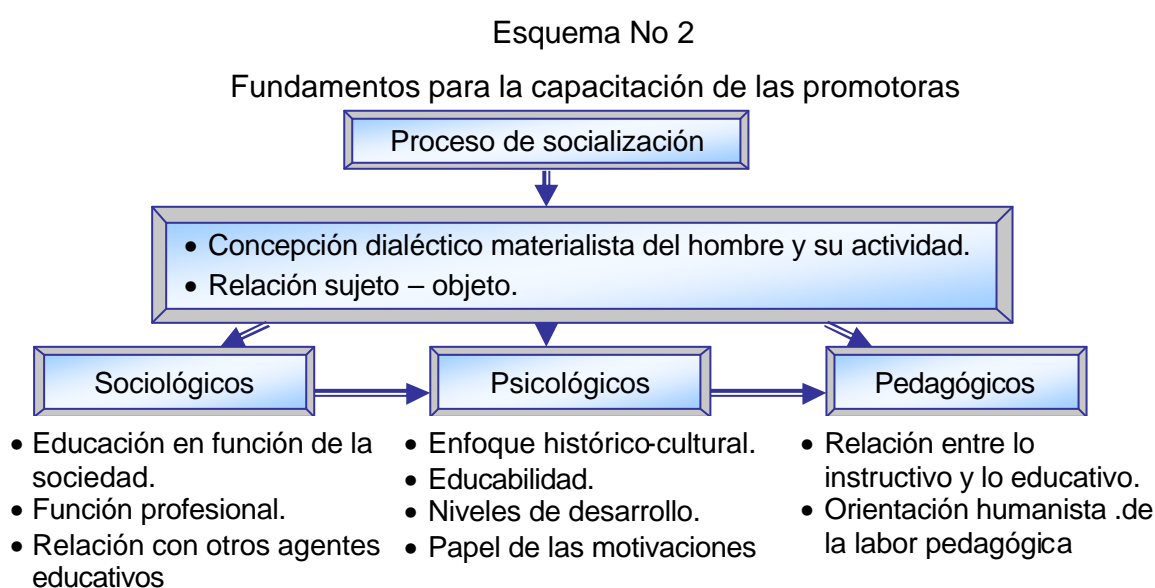 Esquema No 2
Fundamentos para la capacitación de las promotoras
Proceso de socialización
• Concepción dialéctico materialista del hombre y su actividad.
• Relación sujeto – objeto.
Sociológicos
Psicológicos
Pedagógicos
• Educación en función de la
sociedad.
• Función profesional.
• Relación con otros agentes
educativos
• Enfoque histórico-cultural.
• Educabilidad.
• Niveles de desarrollo.
• Papel de las motivaciones
• Relación entre lo
instructivo y lo educativo.
• Orientación humanista .de
la labor pedagógica